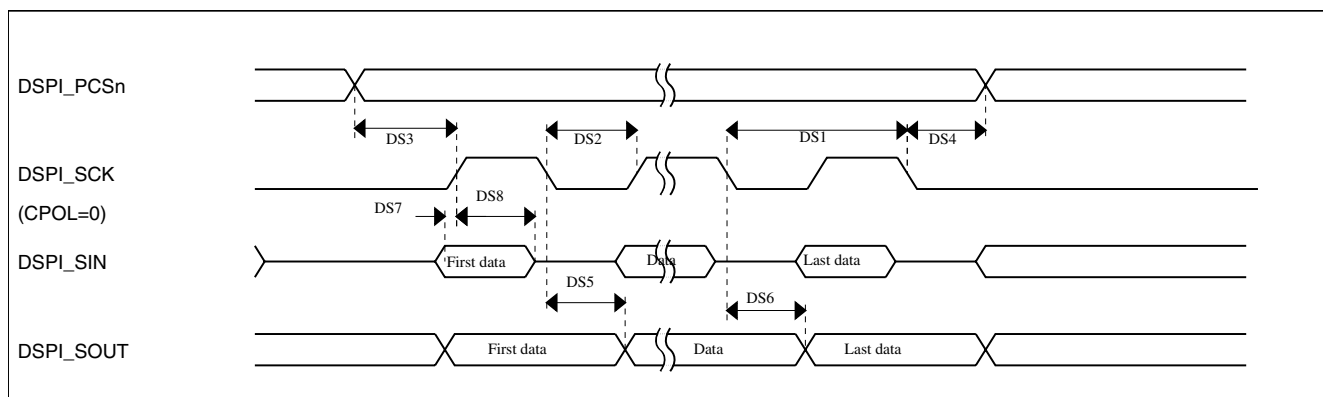 DSPI_PCSn
DS3
DS2
DS1
DS4
DSPI_SCK
(CPOL=0)
DS7
DS8
DSPI_SIN
First data
Data
Last data
DS5
DS6
DSPI_SOUT
First data
Data
Last data